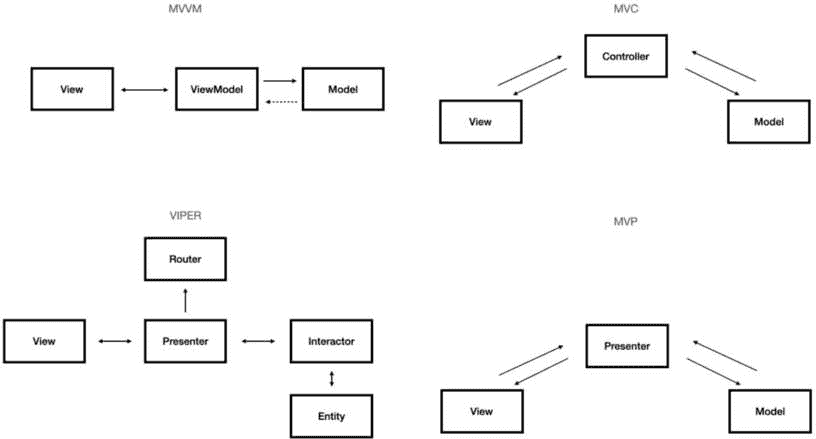 MVVM
View
ViewModel
Model
MVC
Controller
View
Model
VIPER
Router
View
Presenter
Interactor
Entity
MVP
Presenter
View
Model